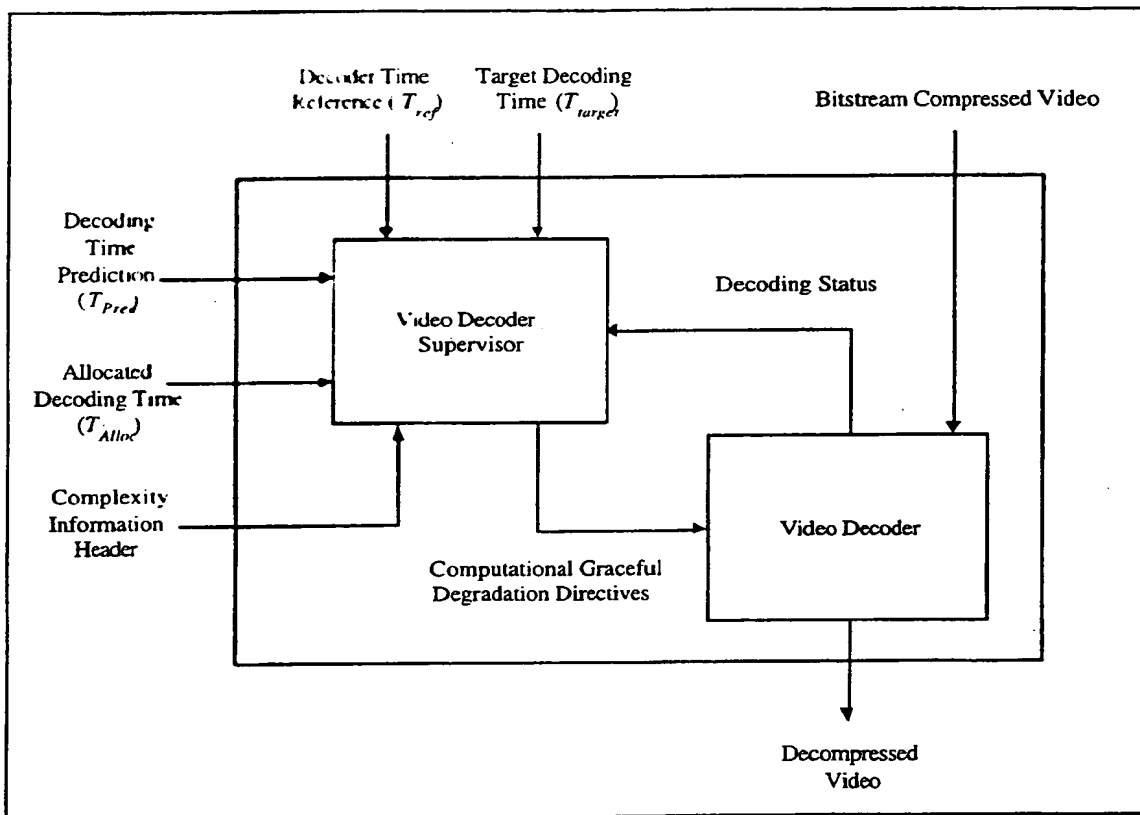 Decoder Time
Reference ( T_ref )
Target Decoding
Time (T_target)
Bitstream Compressed Video
Decoding
Time
Prediction
(T_Pred)
Video Decoder
Supervisor
Decoding Status
Allocated
Decoding Time
(T_Alloc)
Complexity
Information
Header
Video Decoder
Computational Graceful
Degradation Directives
Decompressed
Video